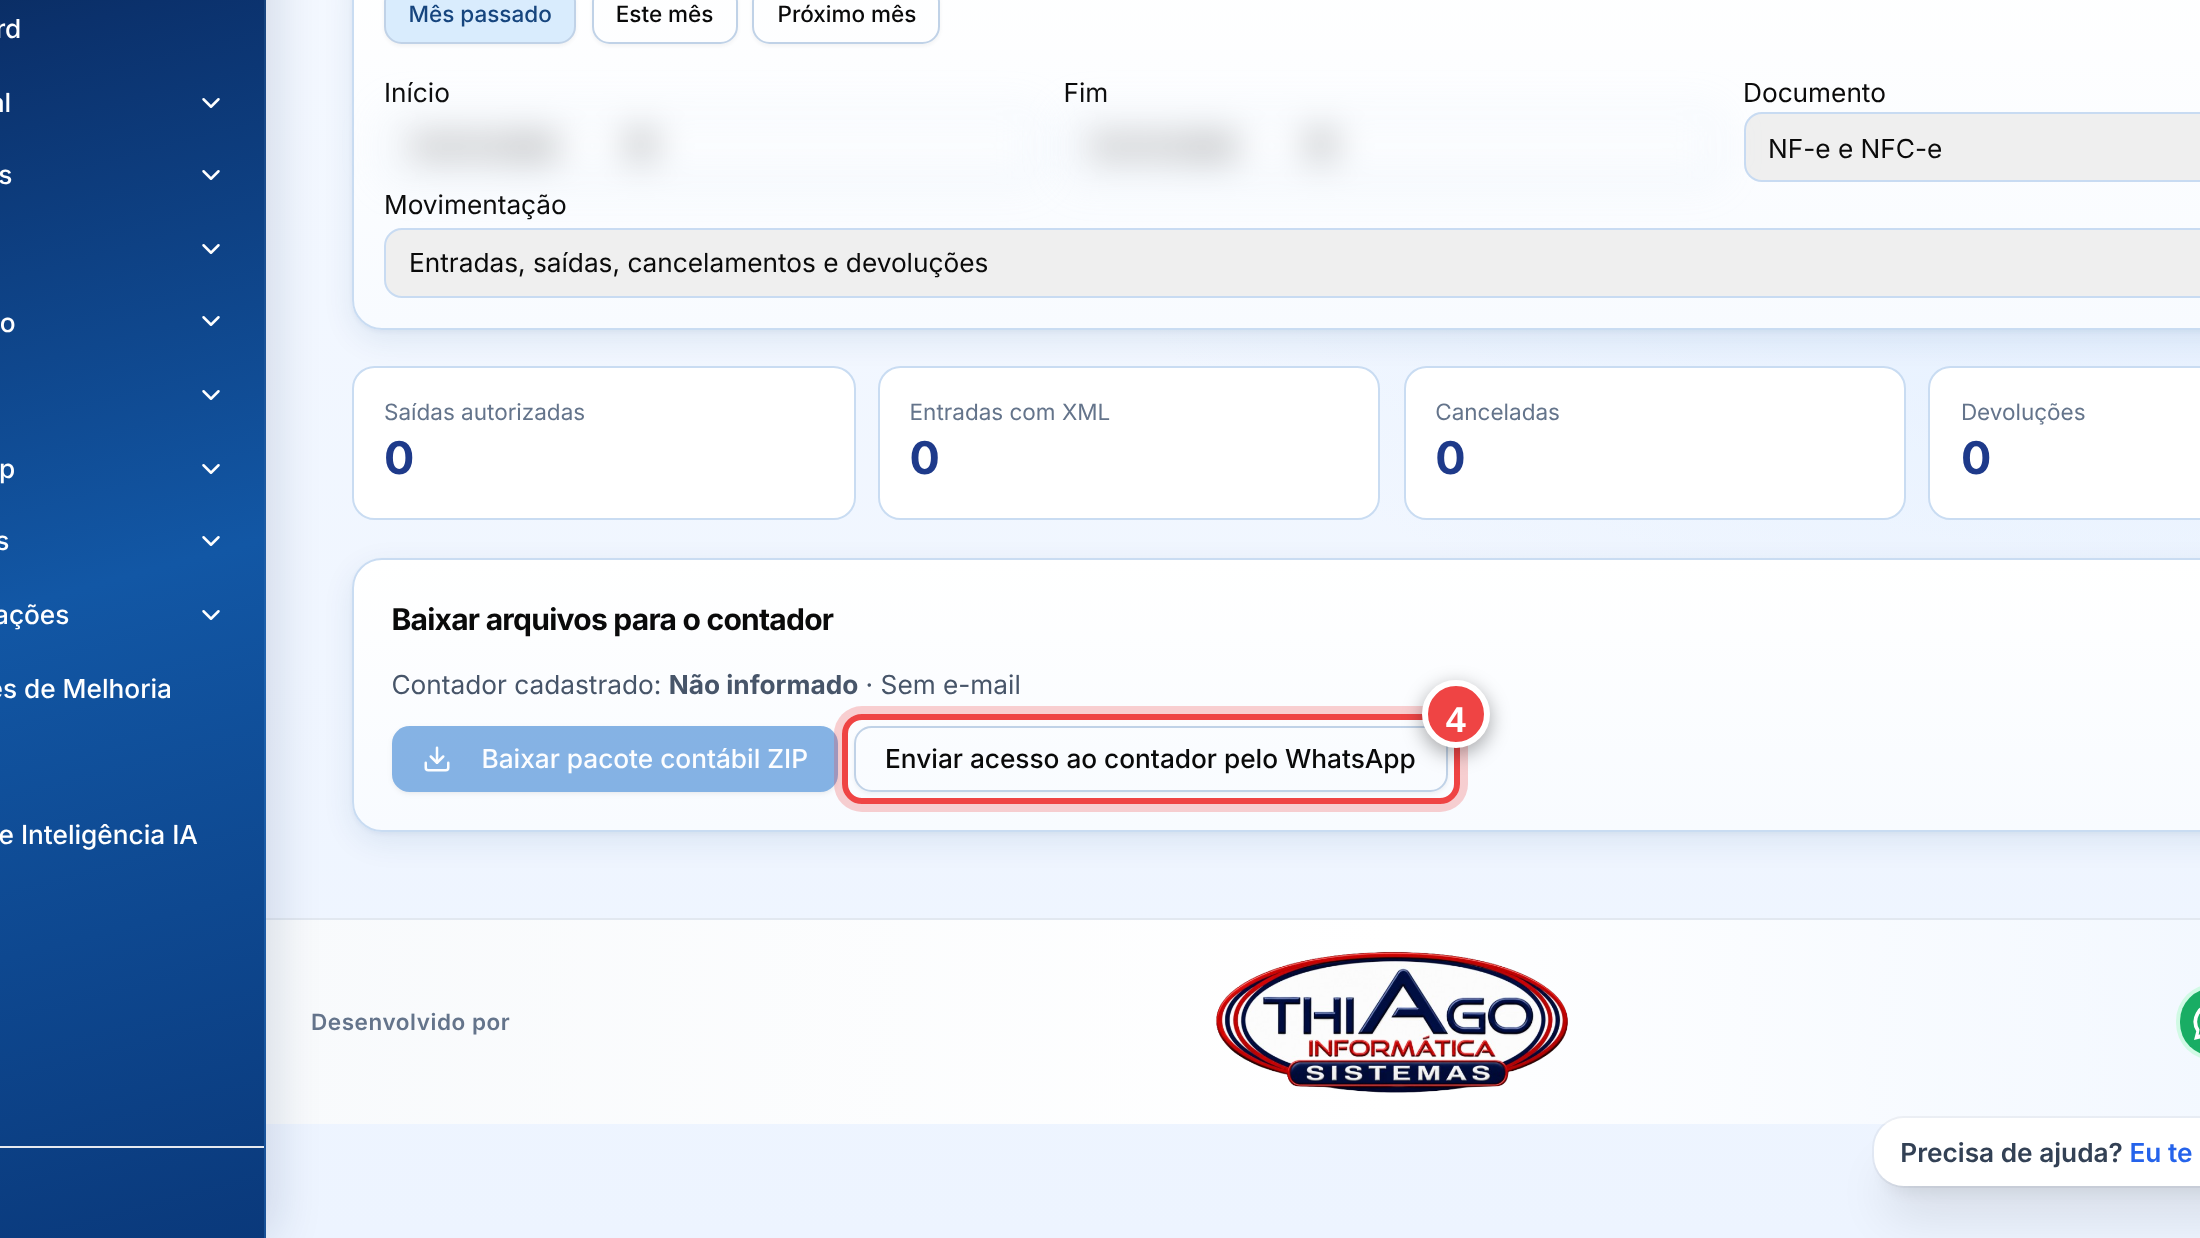 Mês passado
Este mês
Próximo mês
Início
Fim
Documento
NF-e e NFC-e
Movimentação
Entradas, saídas, cancelamentos e devoluções
Saídas autorizadas
0
Entradas com XML
0
Canceladas
0
Devoluções
0
Baixar arquivos para o contador
Contador cadastrado: Não informado · Sem e-mail
Baixar pacote contábil ZIP
Enviar acesso ao contador pelo WhatsApp
4
rd
al
s
o
p
s
ações
es de Melhoria
e Inteligência IA
Desenvolvido por
THIAGO
INFORMÁTICA
SISTEMAS
Precisa de ajuda? Eu te